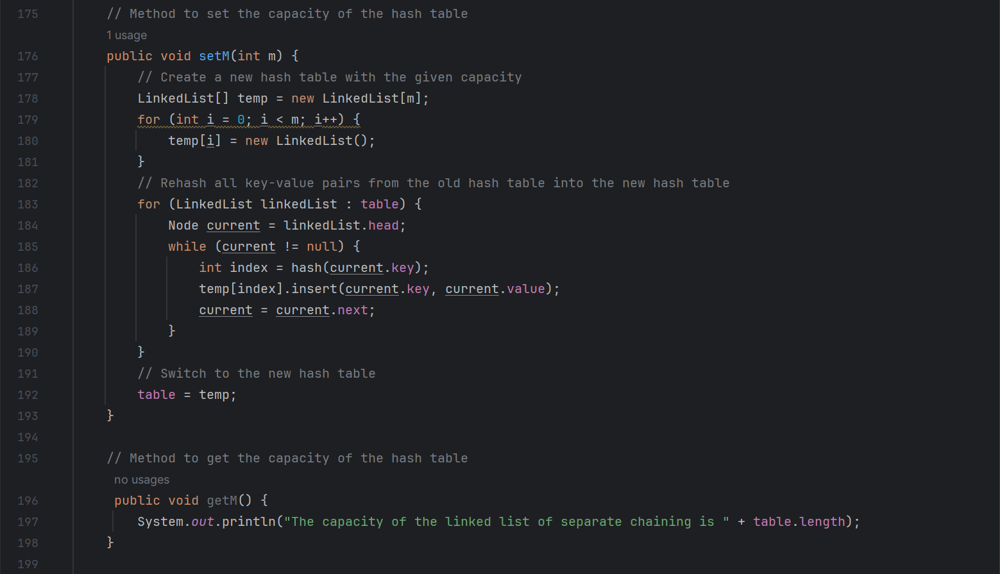 175 // Method to set the capacity of the hash table
1 usage
176 public void setM(int m) {
177 // Create a new hash table with the given capacity
178 LinkedList[] temp = new LinkedList[m];
179 for (int i = 0; i < m; i++) {
180 temp[i] = new LinkedList();
181 }
182 // Rehash all key-value pairs from the old hash table into the new hash table
183 for (LinkedList linkedList : table) {
184 Node current = linkedList.head;
185 while (current != null) {
186 int index = hash(current.key);
187 temp[index].insert(current.key, current.value);
188 current = current.next;
189 }
190 }
191 // Switch to the new hash table
192 table = temp;
193 }
194
195 // Method to get the capacity of the hash table
no usages
196 public void getM() {
197 System.out.println("The capacity of the linked list of separate chaining is " + table.length);
198 }
199